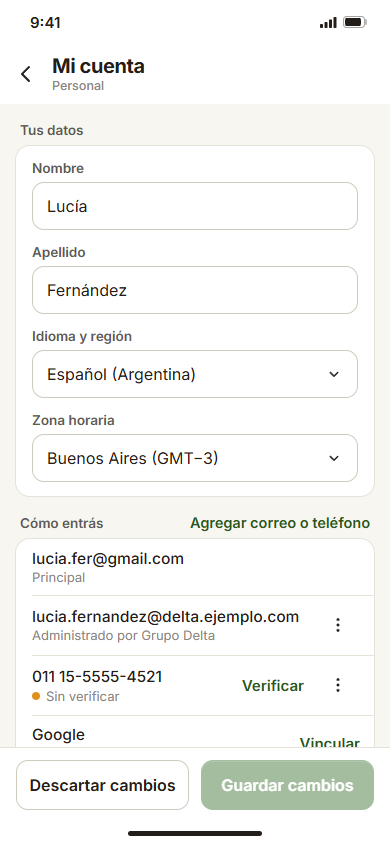 9:41
Mi cuenta
Personal
Tus datos
Nombre
Lucía
Apellido
Fernández
Idioma y región
Español (Argentina)
Zona horaria
Buenos Aires (GMT−3)
Cómo entrás
Agregar correo o teléfono
lucia.fer@gmail.com
Principal
lucia.fernandez@delta.ejemplo.com
Administrado por Grupo Delta
011 15-5555-4521
Sin verificar
Verificar
Google
Vincular
Descartar cambios
Guardar cambios